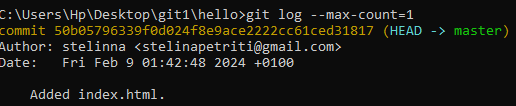 C:\Users\Hp\Desktop\git1\hello>git log --max-count=1
commit 50b05796339f0d024f8e9ace2222cc61ced31817 (HEAD -> master)
Author: stelinna <stelinapetriti@gmail.com>
Date:   Fri Feb 9 01:42:48 2024 +0100

    Added index.html.